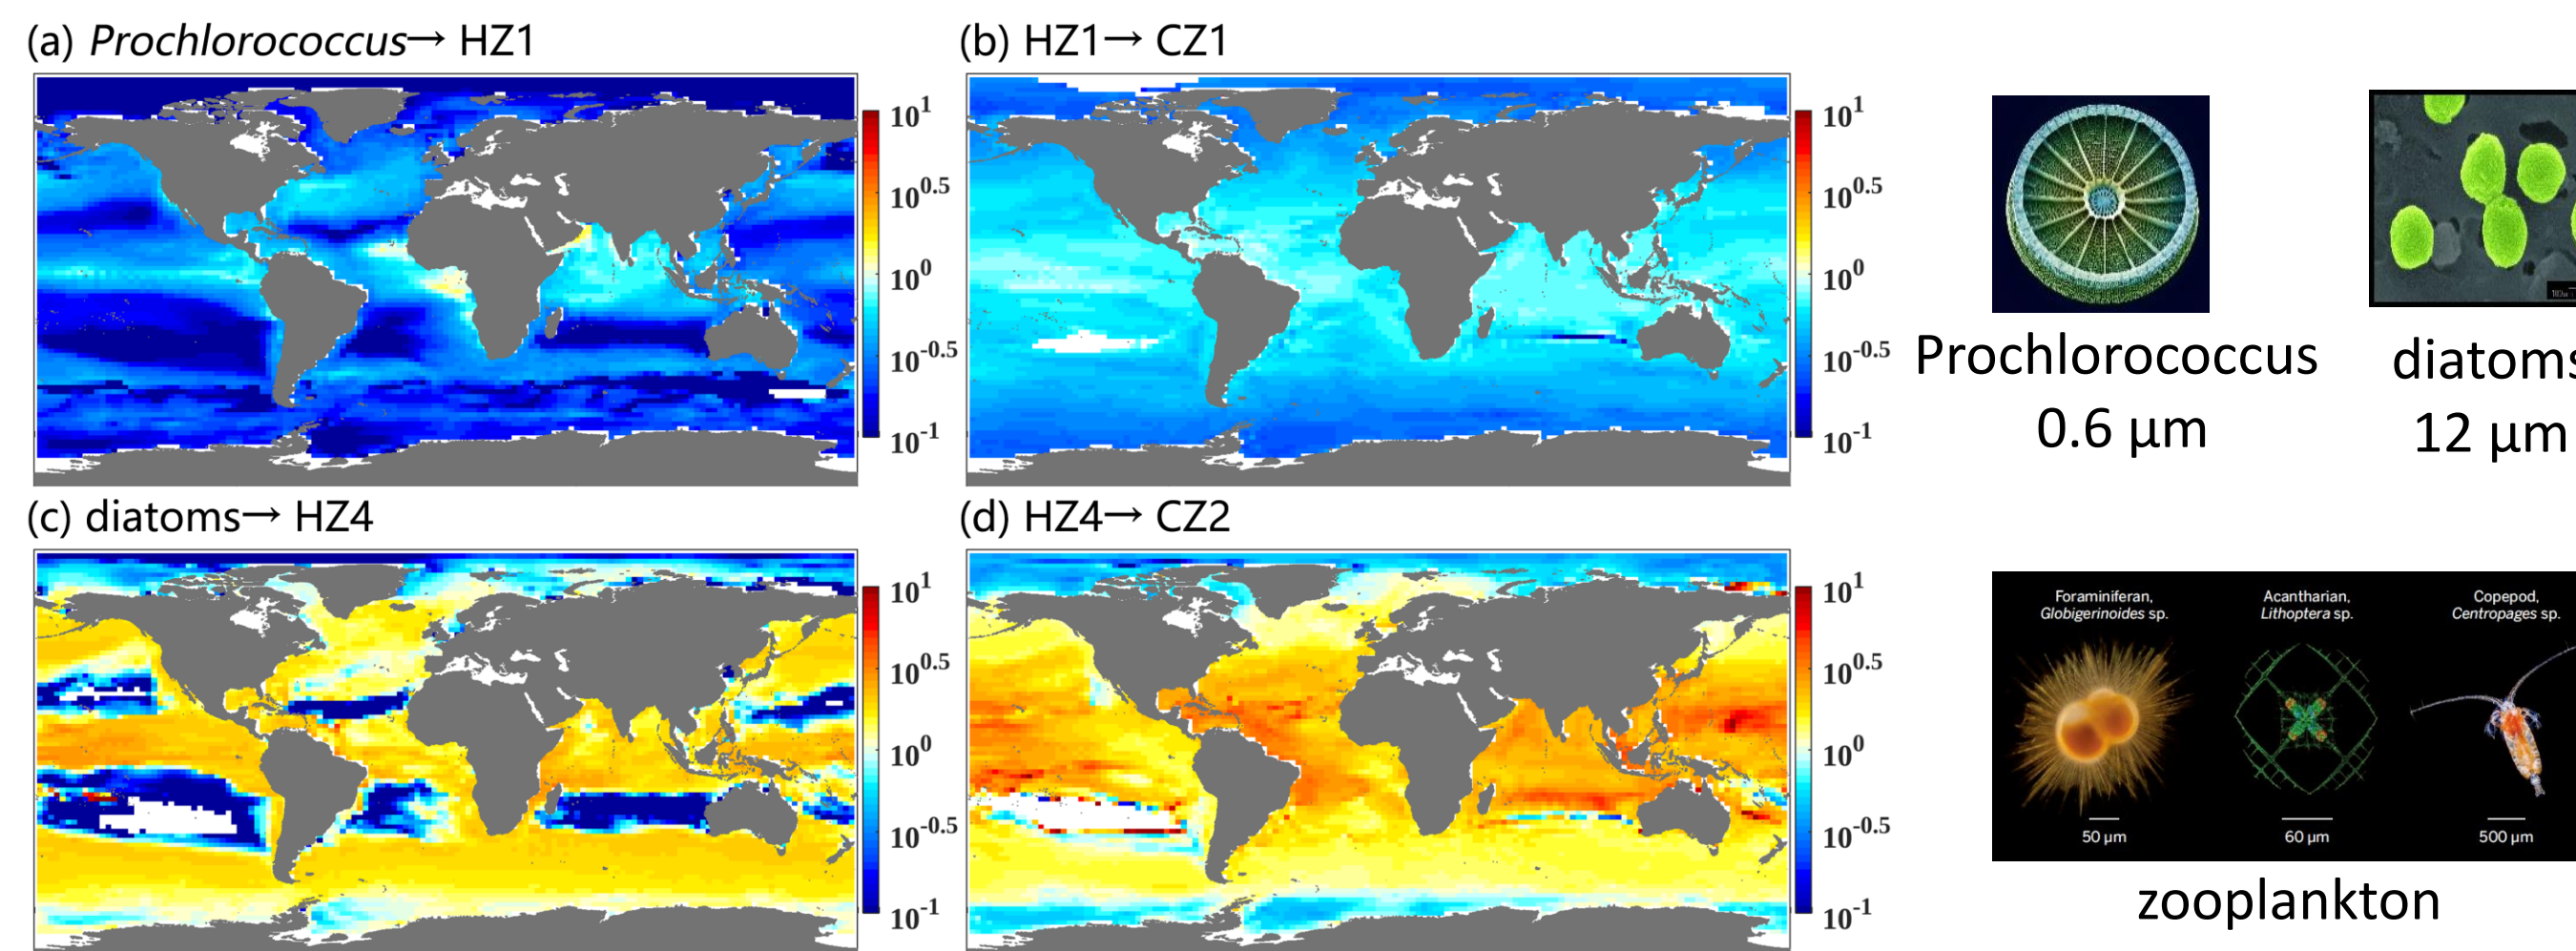 (a) Prochlorococcus→ HZ1
10^1
10^0.5
10^0
10^-0.5
10^-1
(b) HZ1→ CZ1
10^1
10^0.5
10^0
10^-0.5
10^-1
Prochlorococcus
0.6 μm
diatoms
12 μm
(c) diatoms→ HZ4
10^1
10^0.5
10^0
10^-0.5
10^-1
(d) HZ4→ CZ2
10^1
10^0.5
10^0
10^-0.5
10^-1
Foraminiferan,
Globigerinoides sp.
50 μm
Acantharian,
Lithoptera sp.
60 μm
Copepod,
Centropages sp.
500 μm
zooplankton